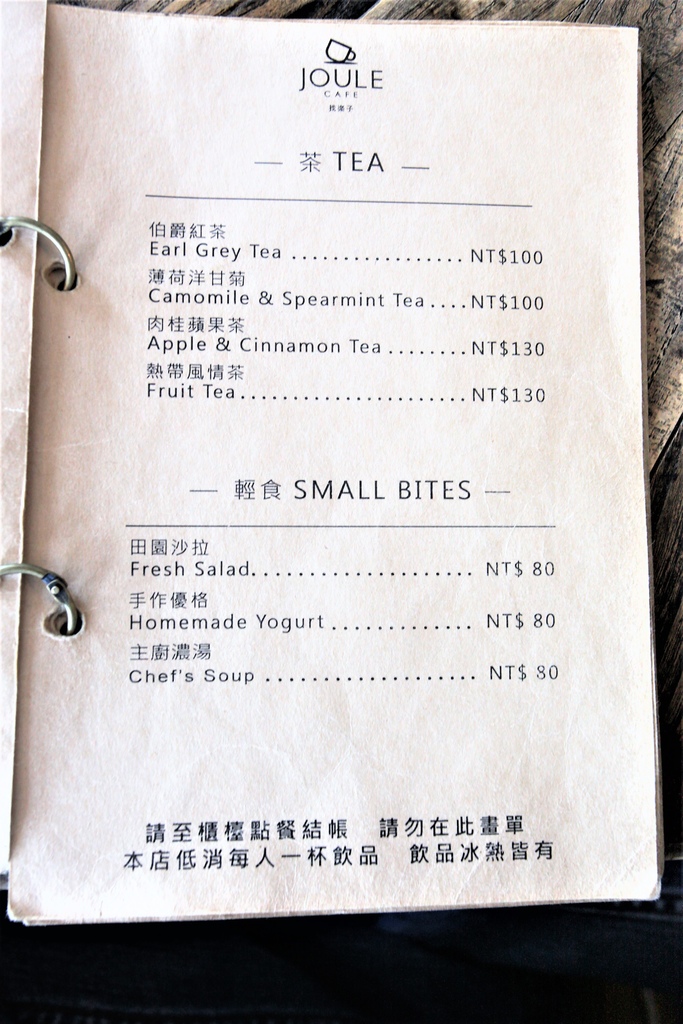 JOULE
CAFE
找席子
— 茶 TEA —
伯爵紅茶
Earl Grey Tea ................. NT$100
薄荷洋甘菊
Camomile & Spearmint Tea....NT$100
肉桂蘋果茶
Apple & Cinnamon Tea ........ NT$130
熱帶風情茶
Fruit Tea.......................NT$130
— 輕食 SMALL BITES —
田園沙拉
Fresh Salad...................... NT$ 80
手作優格
Homemade Yogurt ............. NT$ 80
主廚濃湯
Chef's Soup .................... NT$ 80
請至櫃檯點餐結帳 請勿在此畫單
本店低消每人一杯飲品 飲品冰熱皆有